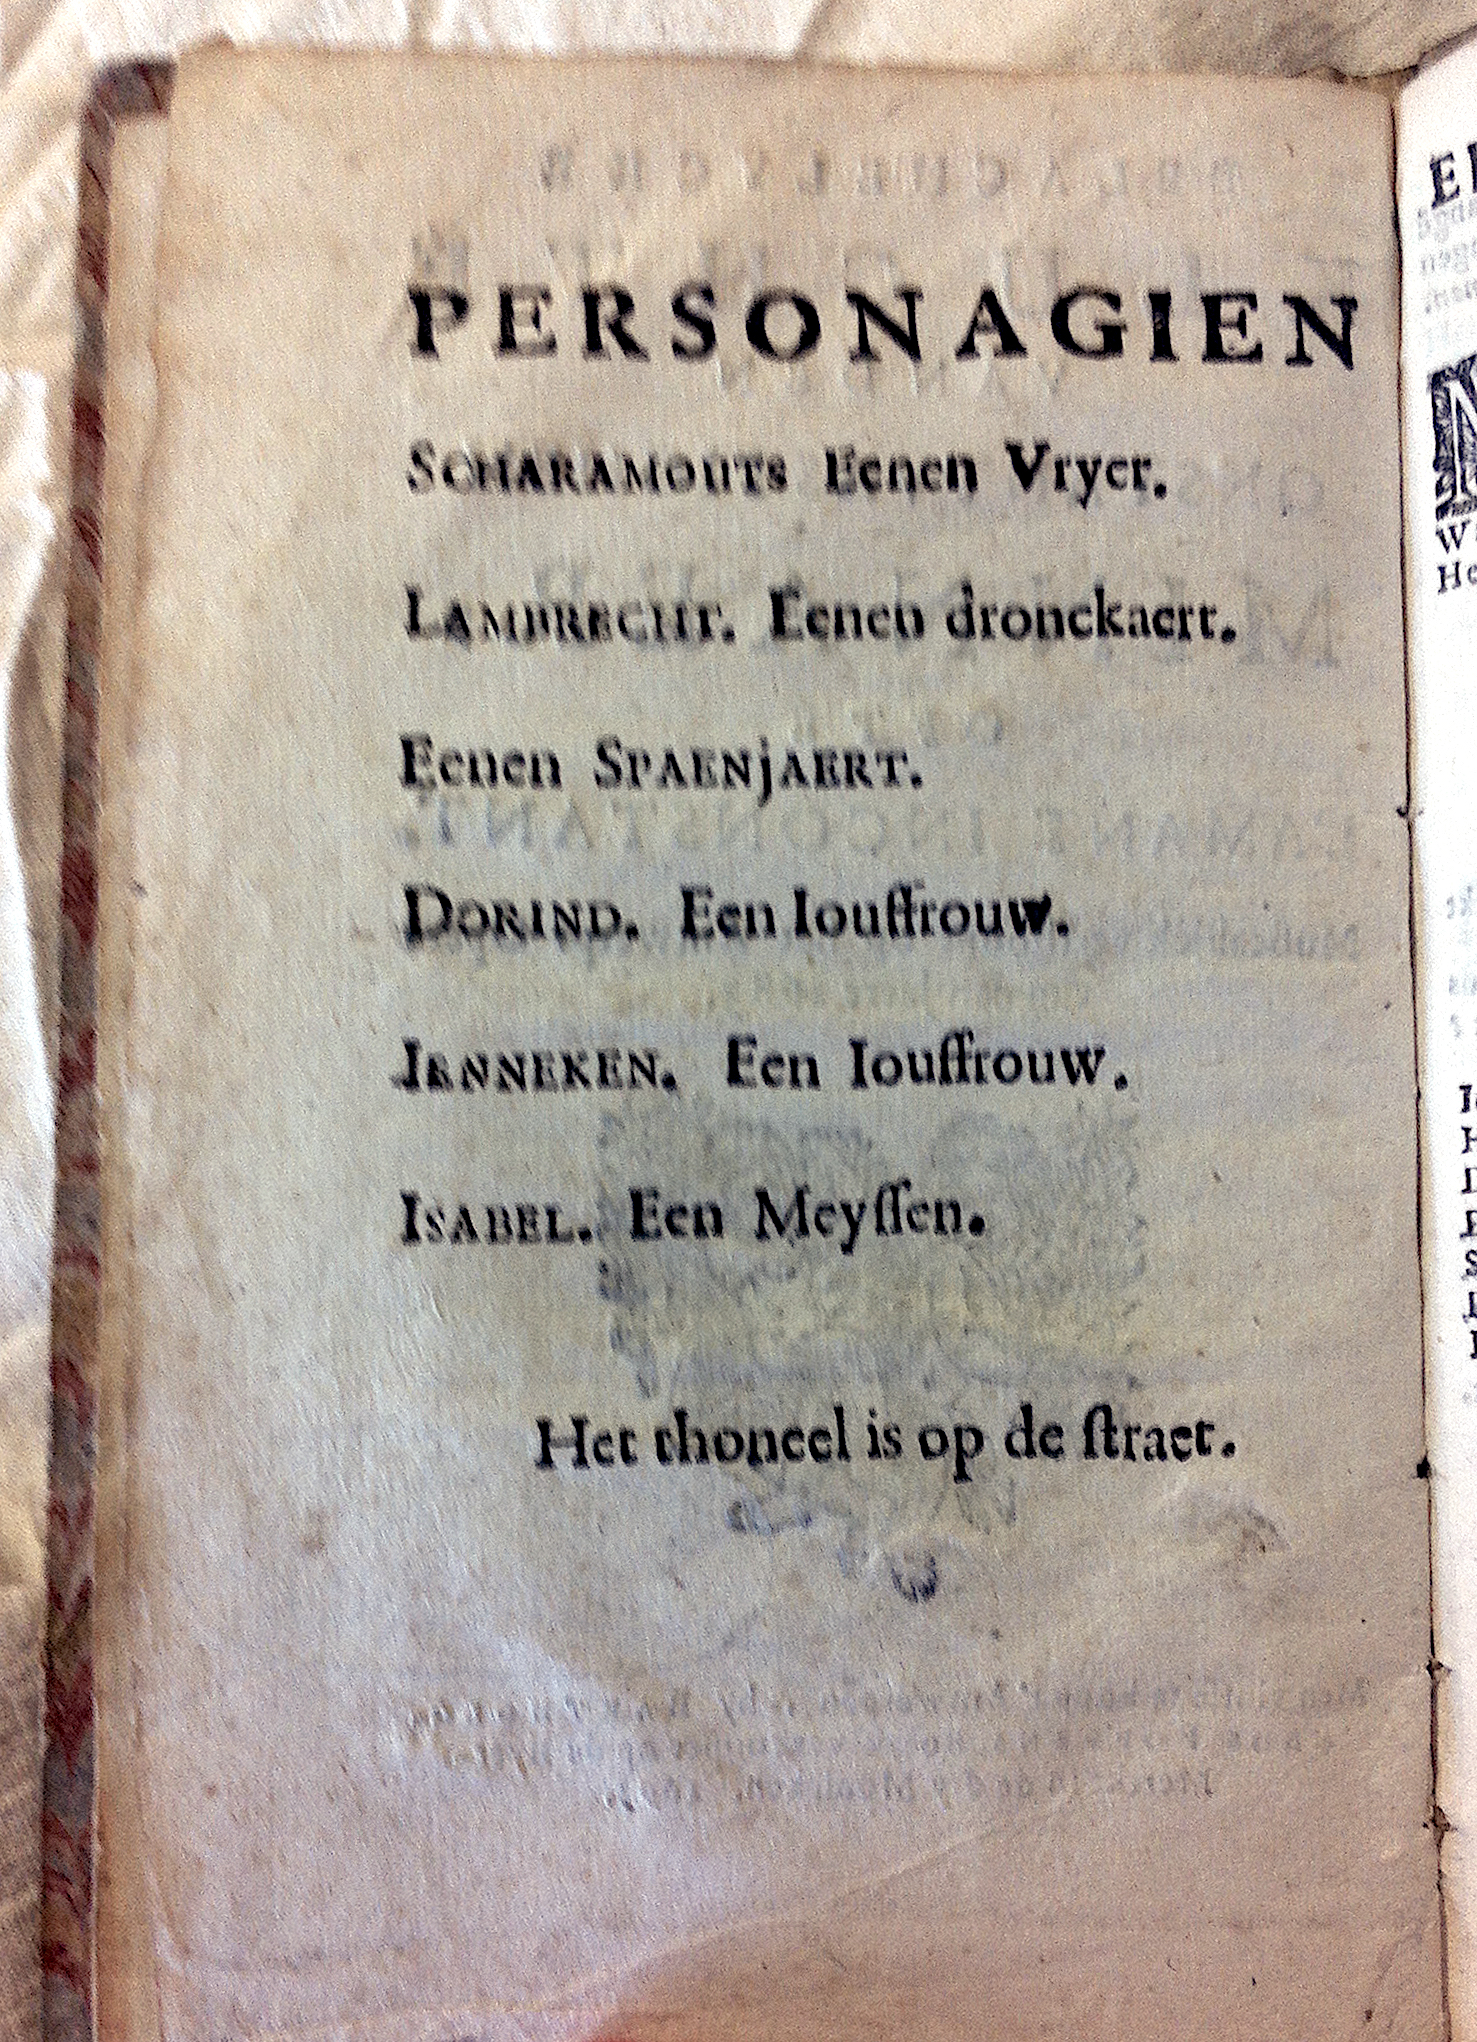 PERSONAGIEN
SCHARAMOUTS Eenen Vryer.
LAMBRECHT. Eenen dronckaert.
Eenen SPAENjAERT.
DORIND. Een Iouffrouw.
JENNEKEN. Een Iouffrouw.
ISABEL. Een Meyſſen.
Het thoneel is op de ſtraet.